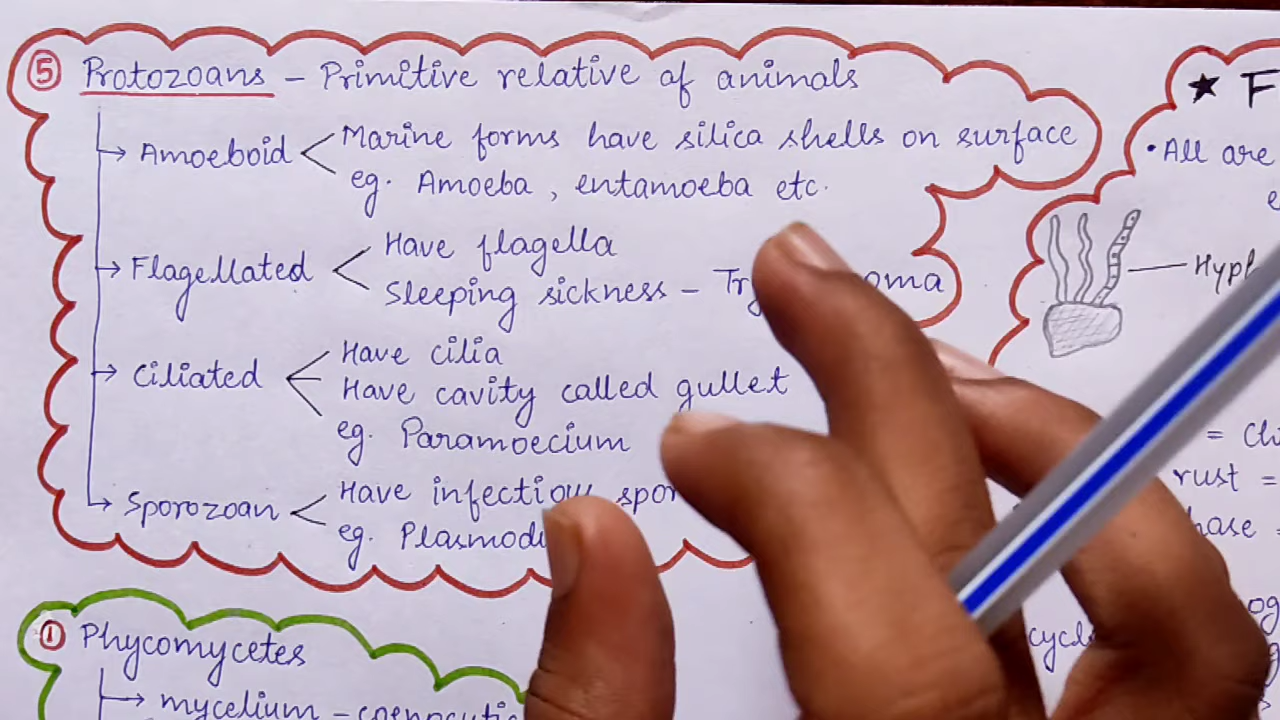 ⑤ Protozoans – Primitive relative of animals
→ Amoeboid
Marine forms have silica shells on surface
eg. Amoeba, entamoeba etc.
→ Flagellated
Have flagella
Sleeping sickness –
→ Ciliated
Have cilia
Have cavity called gullet
eg. Paramoecium
→ Sporozoan
Have infectious
eg.
① Phycomycetes
→ mycelium –
★ F
• All are
=
rust =